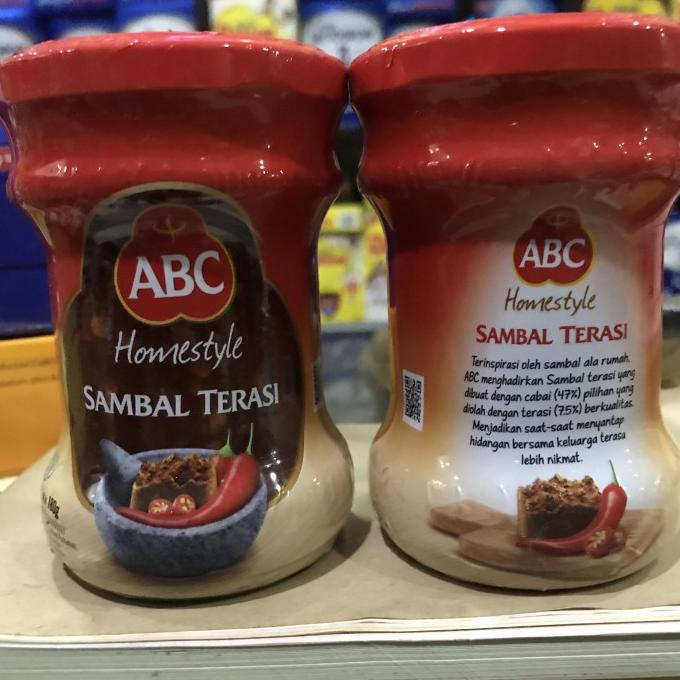 ABC
Homestyle
SAMBAL TERASI
ABC
Homestyle
SAMBAL TERASI
Terinspirasi oleh sambal ala rumah.
ABC menghadirkan Sambal terasi yang
dibuat dengan cabai (47%) pilihan yang
diolah dengan terasi (7.5%) berkualitas.
Menjadikan saat-saat menyantap
hidangan bersama keluarga terasa
lebih nikmat.